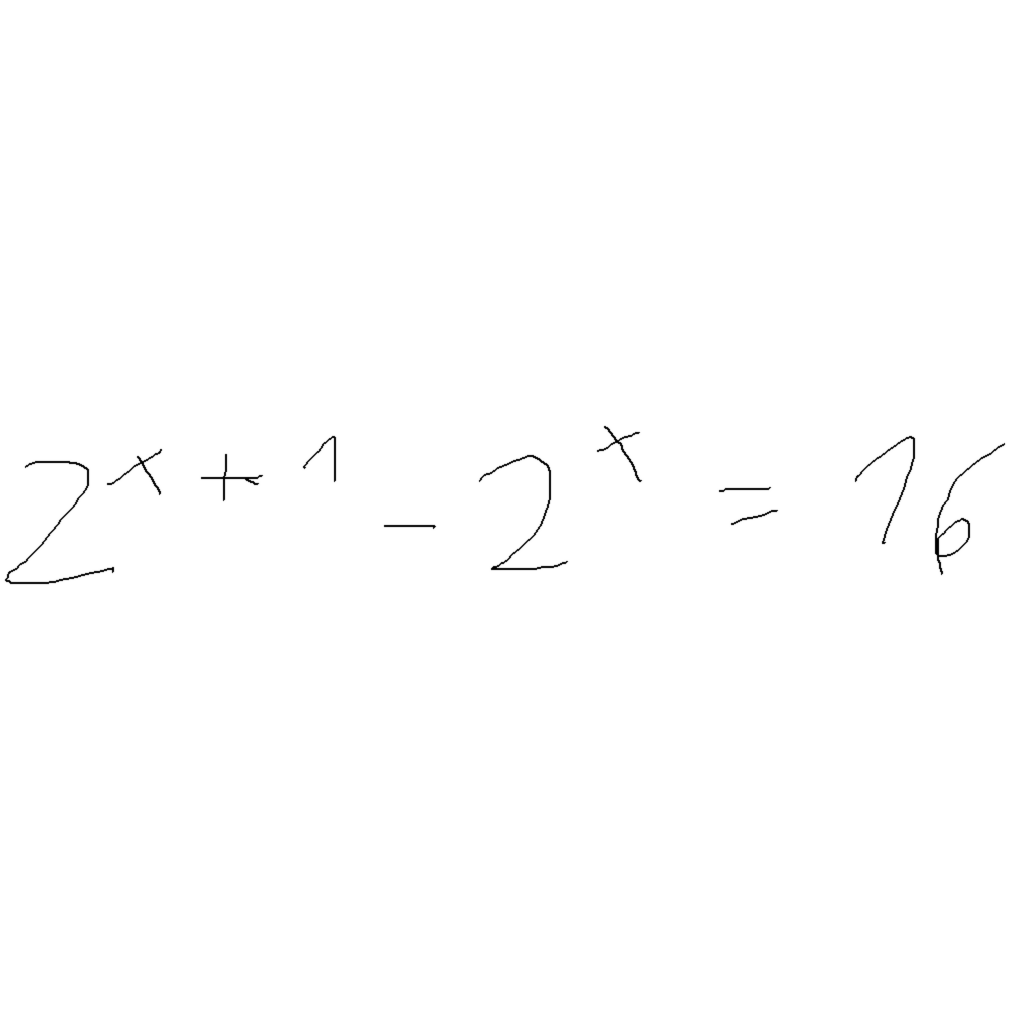 2^{x + 1} - 2^{x} = 16